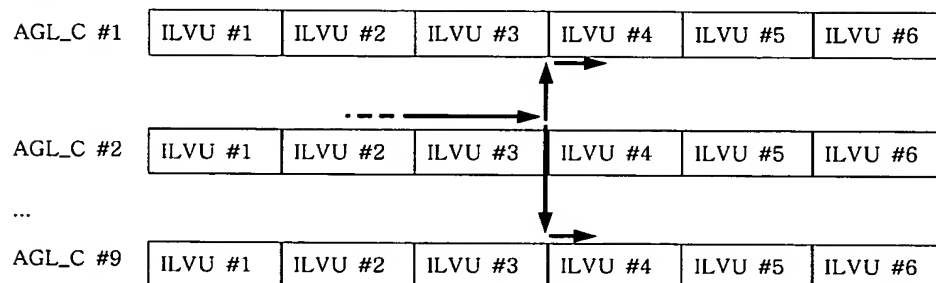 AGL_C #1 ILVU #1 ILVU #2 ILVU #3 ILVU #4 ILVU #5 ILVU #6
AGL_C #2 ILVU #1 ILVU #2 ILVU #3 ILVU #4 ILVU #5 ILVU #6
...
AGL_C #9 ILVU #1 ILVU #2 ILVU #3 ILVU #4 ILVU #5 ILVU #6